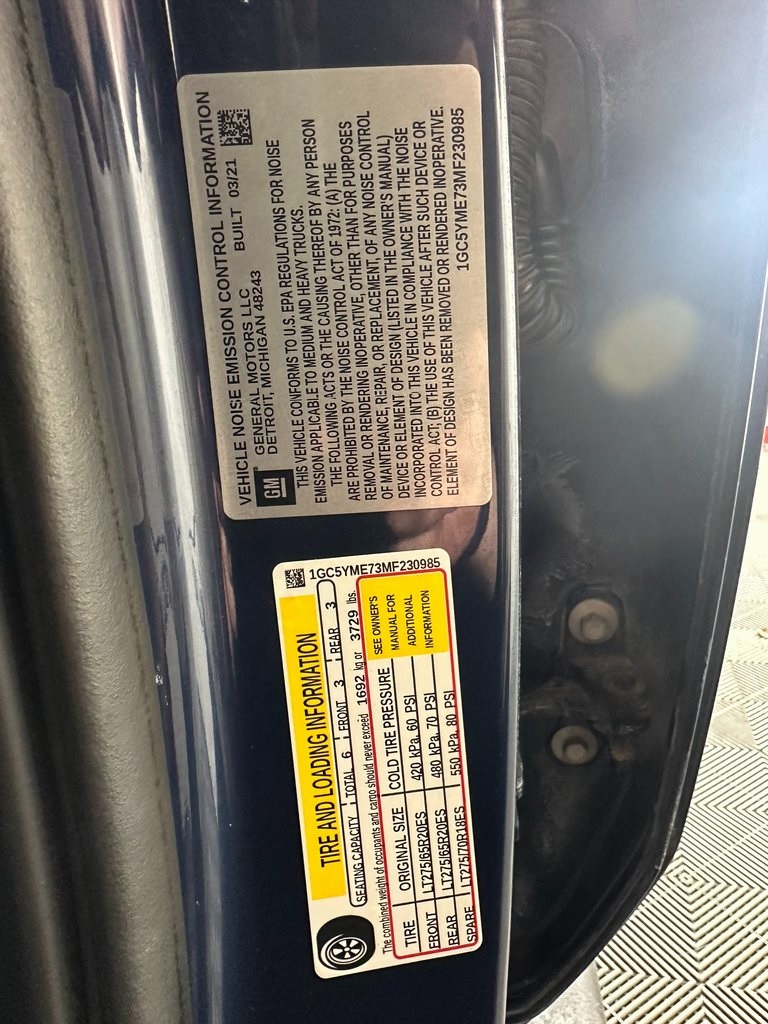 VEHICLE NOISE EMISSION CONTROL INFORMATION
GM
GENERAL MOTORS LLC
DETROIT, MICHIGAN 48243
BUILT 03/21
THIS VEHICLE CONFORMS TO U.S. EPA REGULATIONS FOR NOISE
EMISSION APPLICABLE TO MEDIUM AND HEAVY TRUCKS.
THE FOLLOWING ACTS OR THE CAUSING THEREOF BY ANY PERSON
ARE PROHIBITED BY THE NOISE CONTROL ACT OF 1972: (A) THE
REMOVAL OR RENDERING INOPERATIVE, OTHER THAN FOR PURPOSES
OF MAINTENANCE, REPAIR, OR REPLACEMENT, OF ANY NOISE CONTROL
DEVICE OR ELEMENT OF DESIGN (LISTED IN THE OWNER'S MANUAL)
INCORPORATED INTO THIS VEHICLE IN COMPLIANCE WITH THE NOISE
CONTROL ACT; (B) THE USE OF THIS VEHICLE AFTER SUCH DEVICE OR
ELEMENT OF DESIGN HAS BEEN REMOVED OR RENDERED INOPERATIVE.
1GC5YME73MF230985
TIRE AND LOADING INFORMATION
SEATING CAPACITY TOTAL 6 FRONT 3 REAR 3
The combined weight of occupants and cargo should never exceed 1692 kg or 3729 lbs.
TIRE ORIGINAL SIZE COLD TIRE PRESSURE
FRONT LT275/65R20ES 420 kPa, 60 PSI
REAR LT275/65R20ES 480 kPa, 70 PSI
SPARE LT275/70R18ES 550 kPa, 80 PSI
SEE OWNER'S
MANUAL FOR
ADDITIONAL
INFORMATION
1GC5YME73MF230985